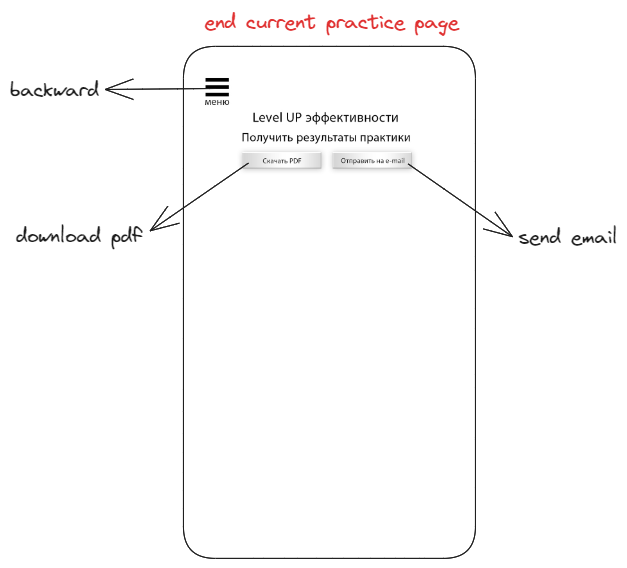 end current practice page
backward
меню
Level UP эффективности
Получить результаты практики
Скачать PDF
Отправить на e-mail
download pdf
send email